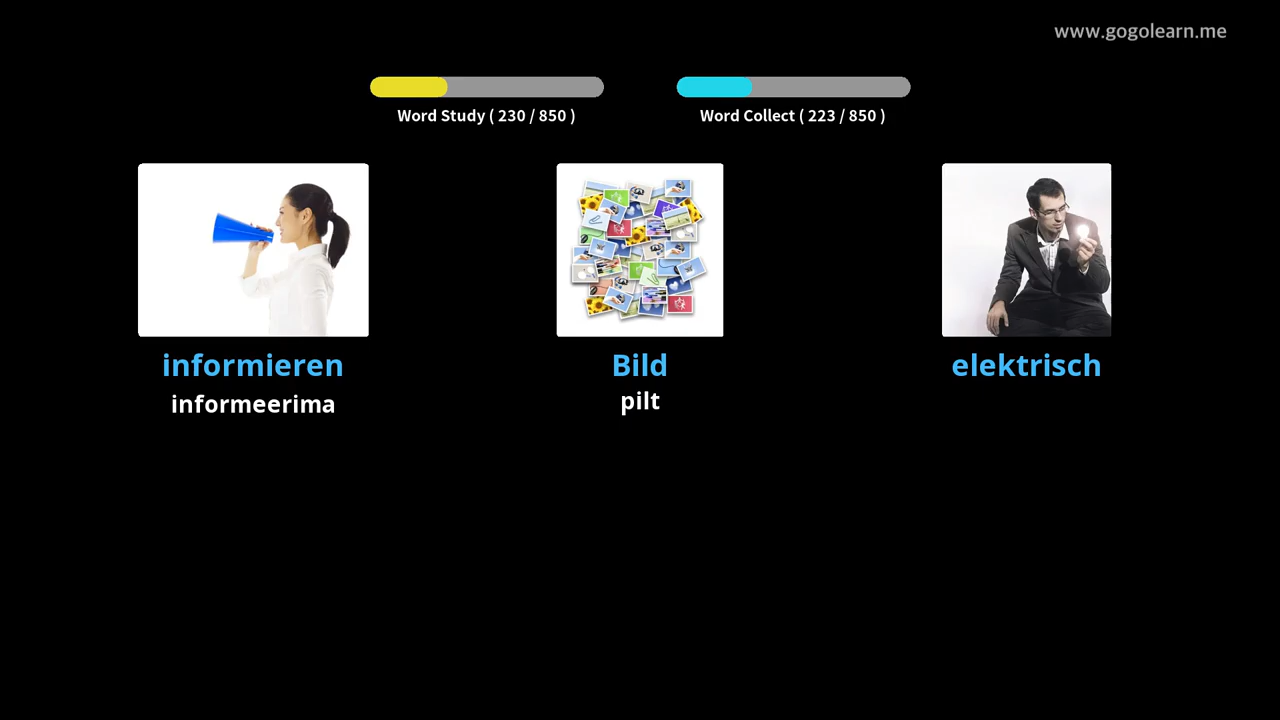 www.gogolearn.me
Word Study ( 230 / 850 )
Word Collect ( 223 / 850 )
informieren
informeerima
Bild
pilt
elektrisch